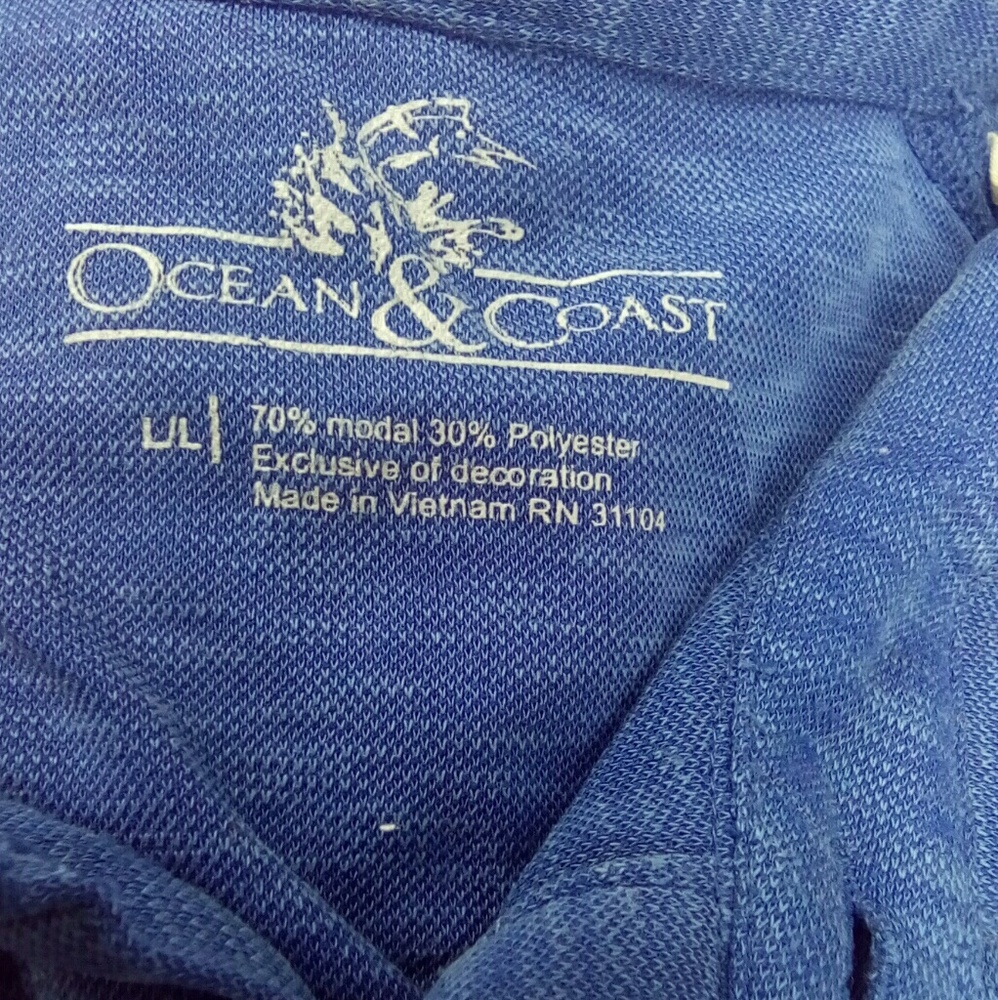 OCEAN & COAST
L/L
70% modal 30% Polyester
Exclusive of decoration
Made in Vietnam RN 31104